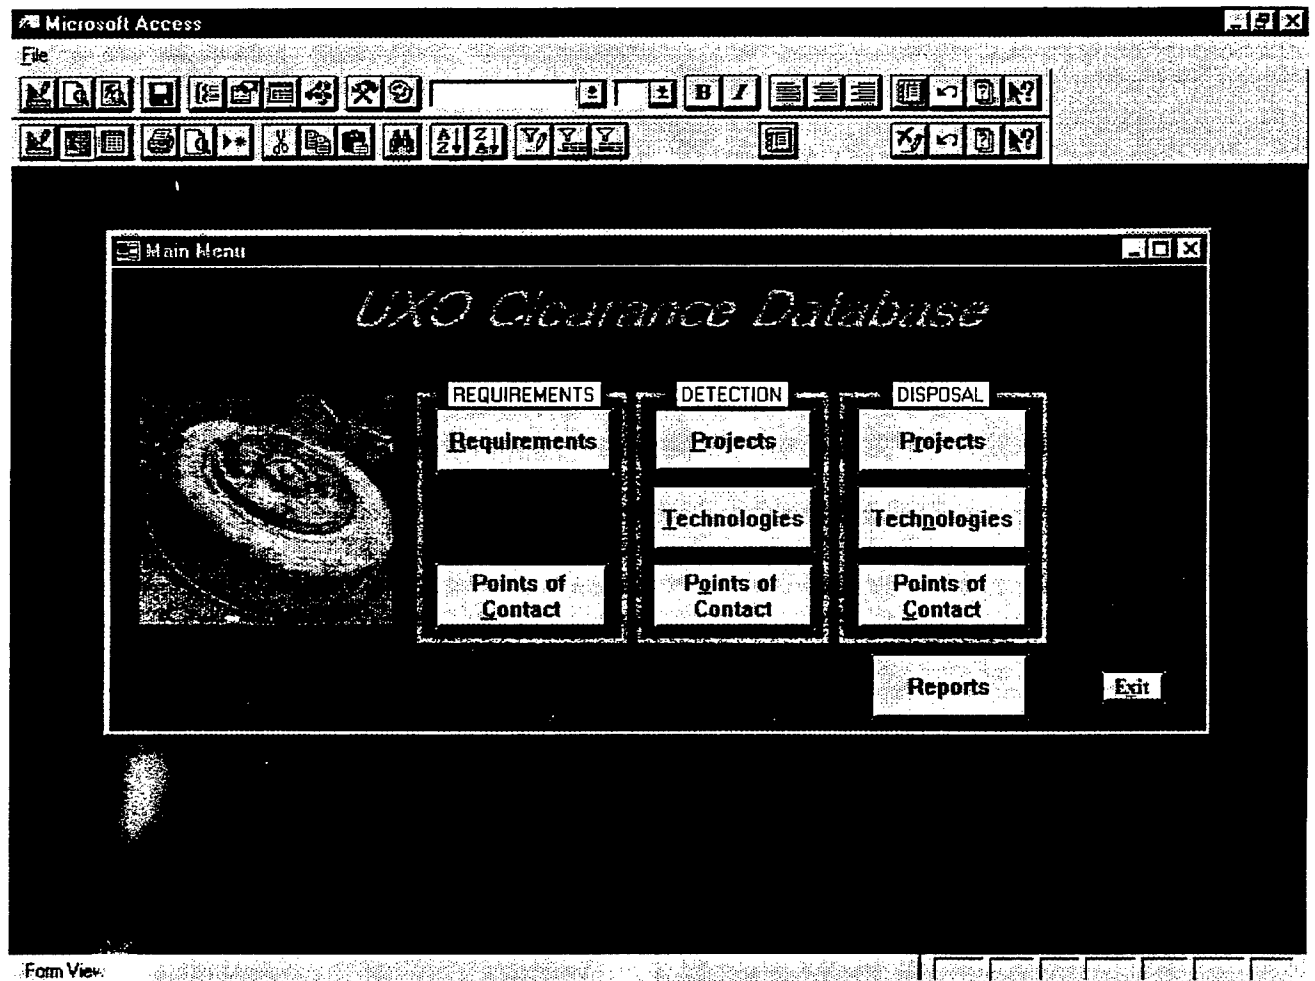 Microsoft Access
File
B I
Main Menu
UXO Clearance Database
REQUIREMENTS DETECTION DISPOSAL
Requirements Projects Projects
Technologies Technologies
Points of Contact Points of Contact Points of Contact
Reports Exit
Form View